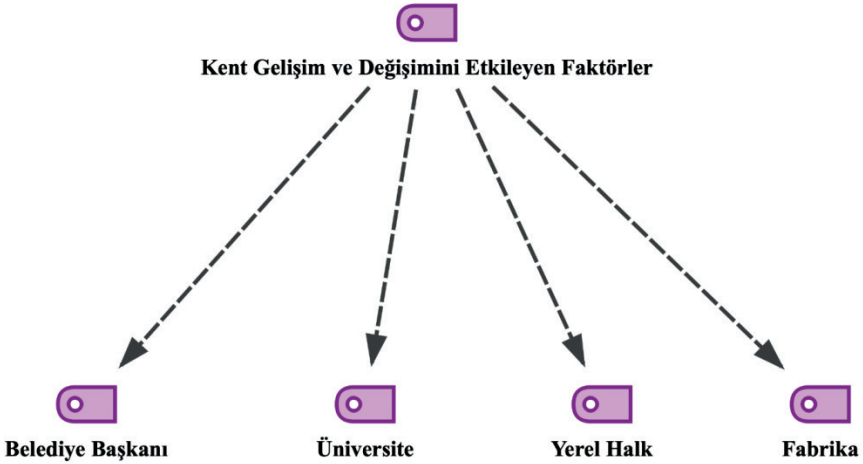 Kent Gelişim ve Değişimini Etkileyen Faktörler
Belediye Başkanı
Üniversite
Yerel Halk
Fabrika